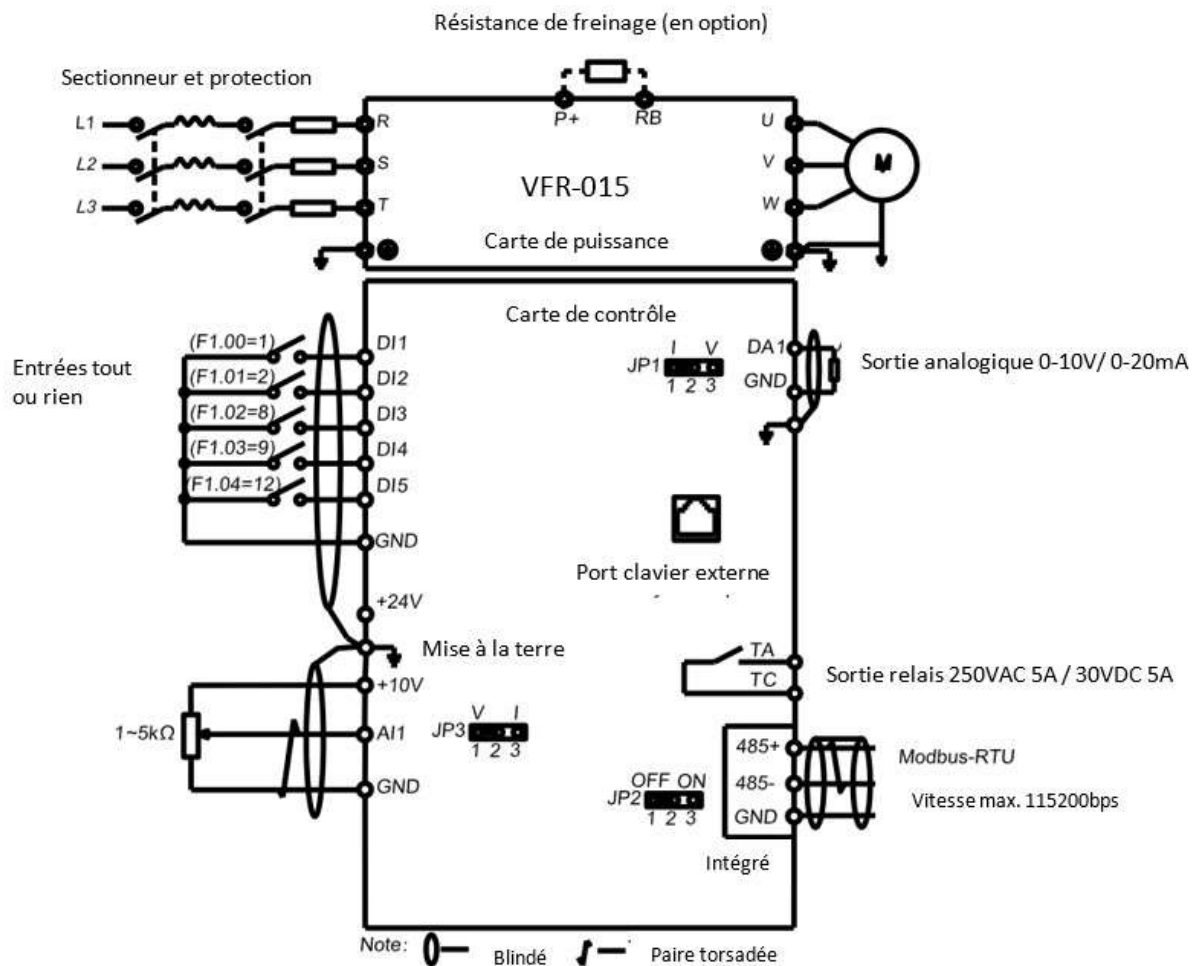 Résistance de freinage (en option)
Sectionneur et protection
L1
R
P+
RB
U
L2
S
V
M
L3
T
W
VFR-015
Carte de puissance
Carte de contrôle
Entrées tout
ou rien
(F1.00=1)
DI1
(F1.01=2)
DI2
(F1.02=8)
DI3
(F1.03=9)
DI4
(F1.04=12)
DI5
GND
+24V
Mise à la terre
+10V
1~5kΩ
AI1
GND
JP3
V I
1 2 3
JP1
I V
1 2 3
DA1
GND
Sortie analogique 0-10V/ 0-20mA
Port clavier externe
TA
TC
Sortie relais 250VAC 5A / 30VDC 5A
485+
485-
GND
Modbus-RTU
Vitesse max. 115200bps
OFF ON
JP2
1 2 3
Intégré
Note: Blindé Paire torsadée